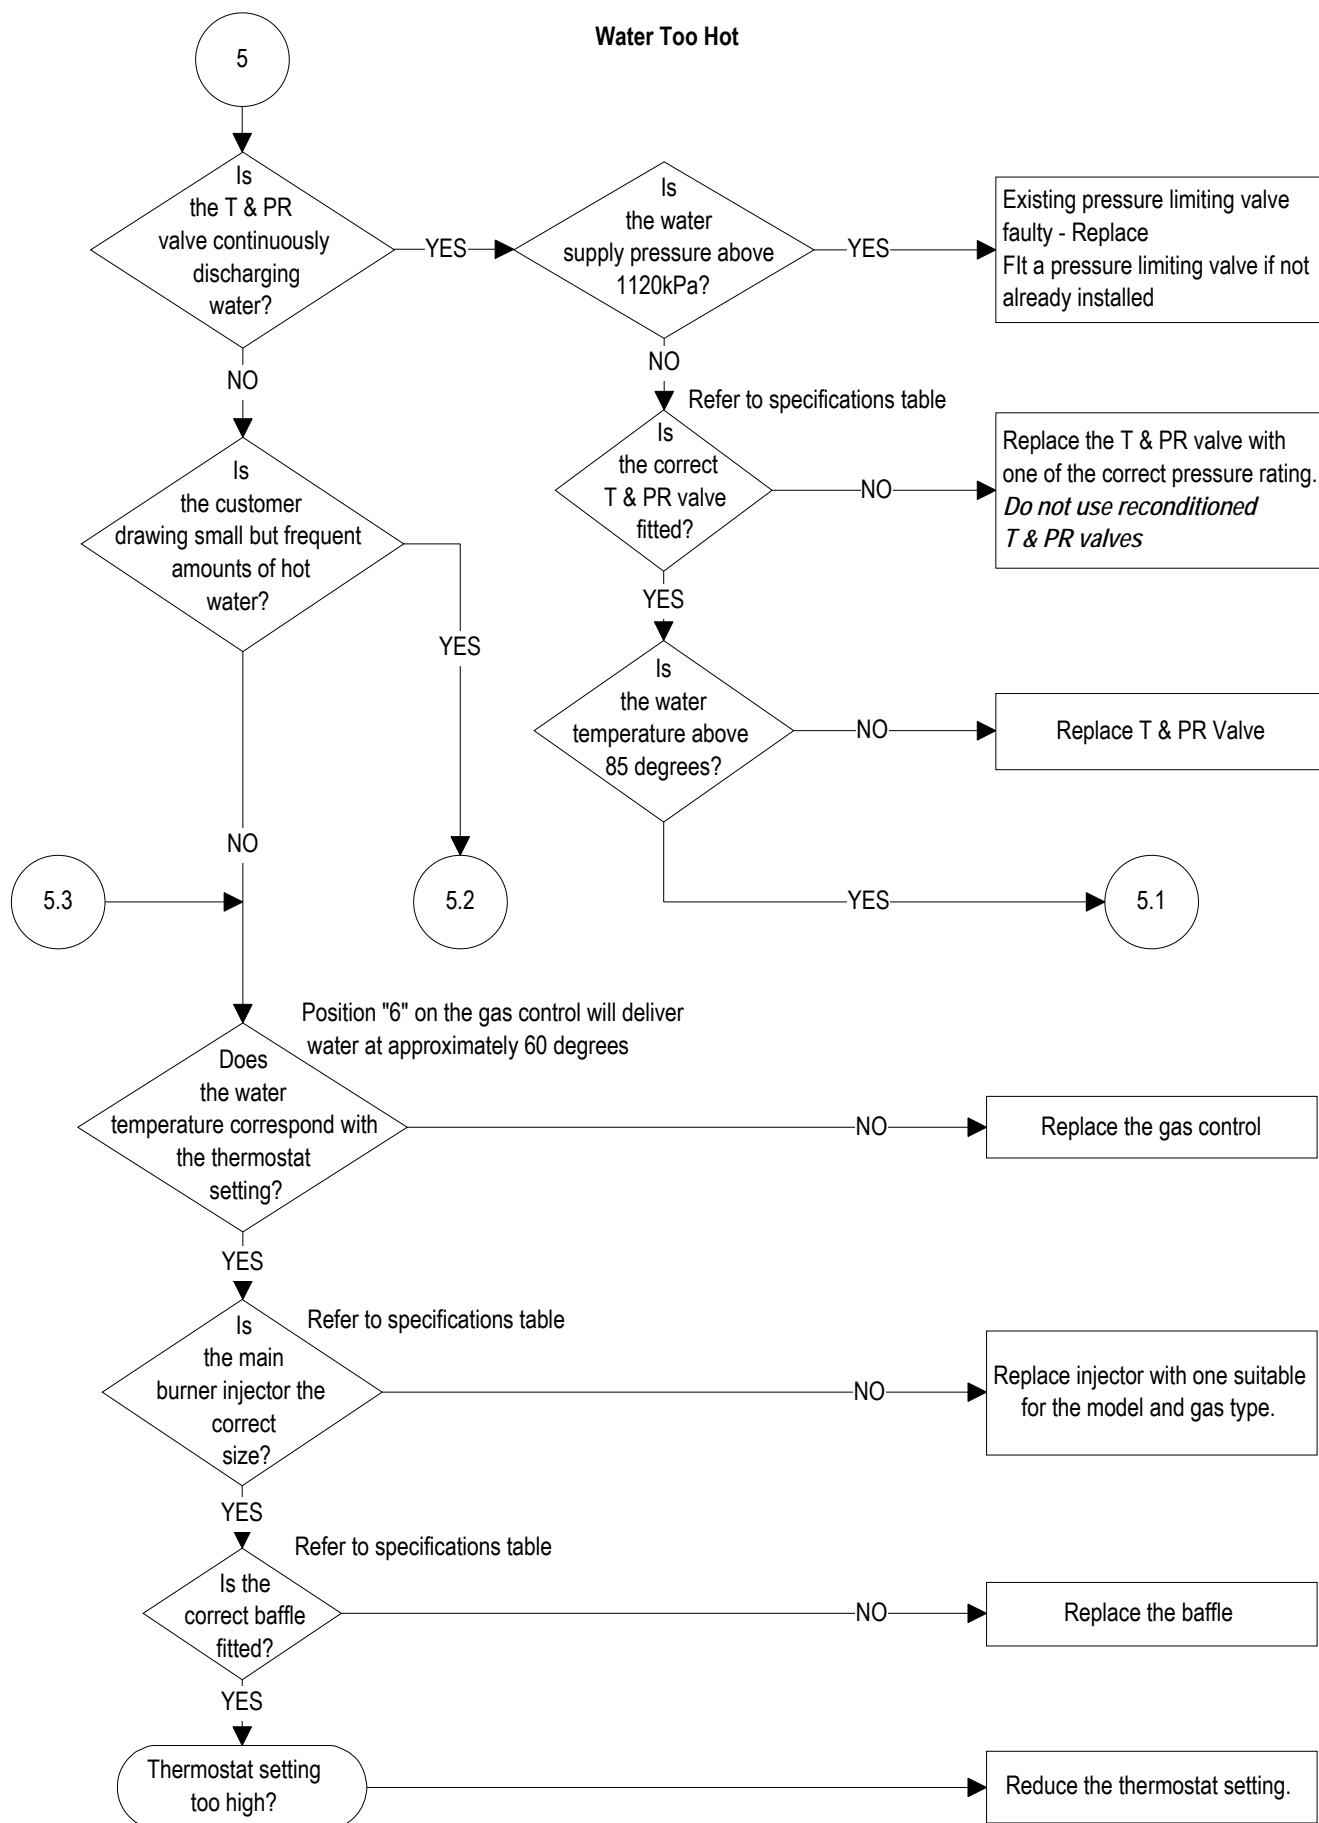 Water Too Hot
5
Is
the T & PR
valve continuously
discharging
water?
YES
Is
the water
supply pressure above
1120kPa?
YES
Existing pressure limiting valve
faulty - Replace
FIt a pressure limiting valve if not
already installed
NO
NO
Refer to specifications table
Is
the correct
T & PR valve
fitted?
NO
Replace the T & PR valve with
one of the correct pressure rating.
Do not use reconditioned
T & PR valves
Is
the customer
drawing small but frequent
amounts of hot
water?
YES
YES
Is
the water
temperature above
85 degrees?
NO
Replace T & PR Valve
NO
5.3
5.2
YES
5.1
Position "6" on the gas control will deliver
water at approximately 60 degrees
Does
the water
temperature correspond with
the thermostat
setting?
NO
Replace the gas control
YES
Refer to specifications table
Is
the main
burner injector the
correct
size?
NO
Replace injector with one suitable
for the model and gas type.
YES
Refer to specifications table
Is the
correct baffle
fitted?
NO
Replace the baffle
YES
Thermostat setting
too high?
Reduce the thermostat setting.